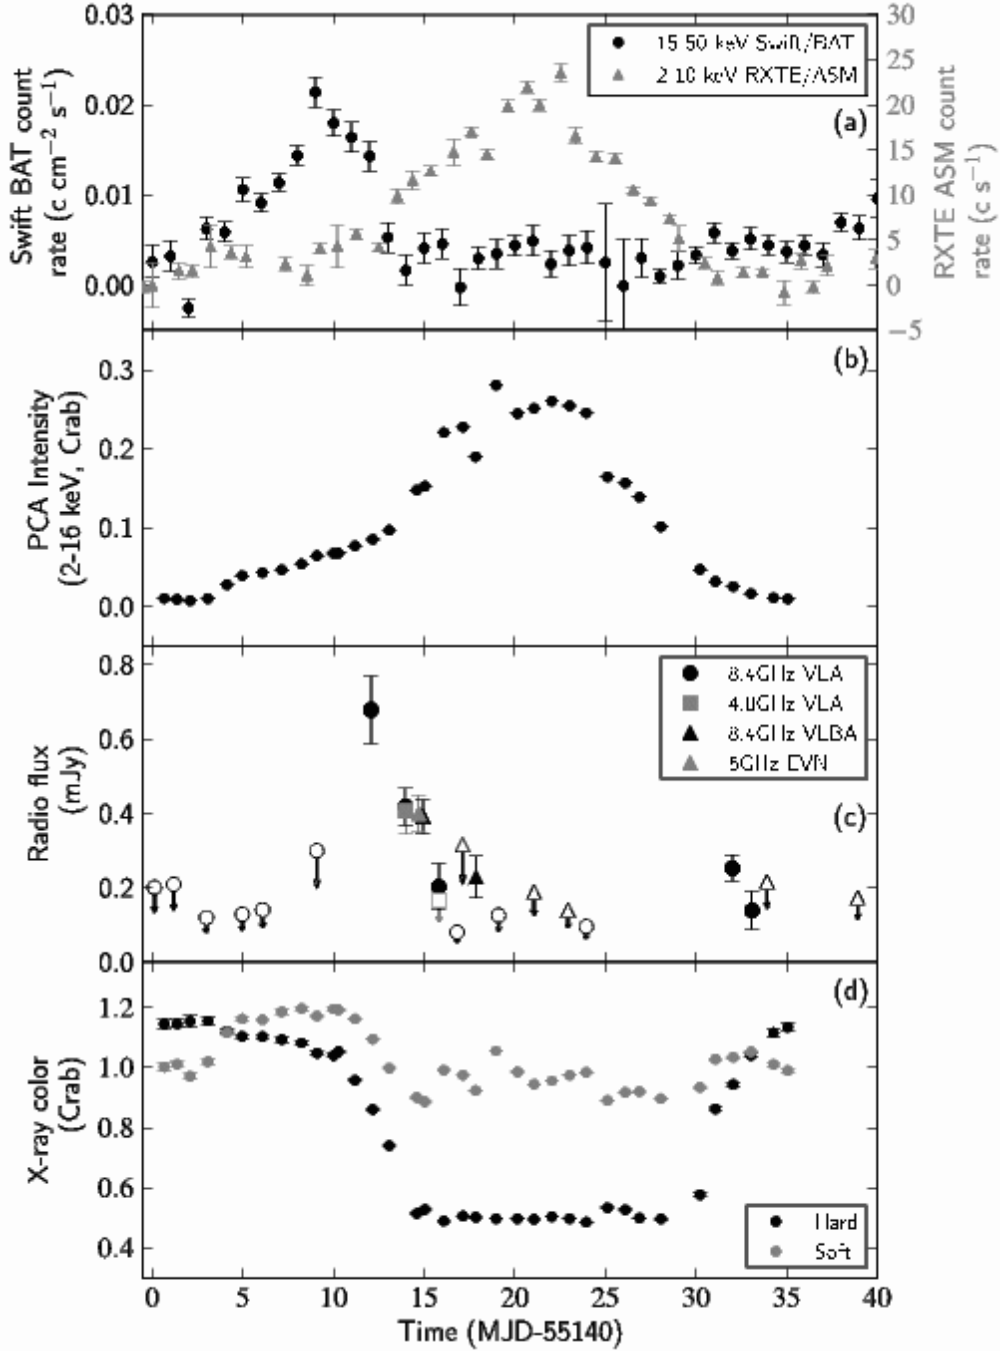 0.03
0.02
0.01
0.00
Swift BAT count
rate (c cm⁻² s⁻¹)
15 50 keV Swift/BAT
2 10 keV RXTE/ASM
(a)
30
25
20
15
10
5
0
−5
RXTE ASM count
rate (c s⁻¹)
0.3
0.2
0.1
0.0
PCA Intensity
(2-16 keV, Crab)
(b)
0.8
0.6
0.4
0.2
0.0
Radio flux
(mJy)
8.4GHz VLA
VLA
8.4GHz VLBA
5GHz EVN
(c)
1.2
1.0
0.8
0.6
0.4
X-ray color
(Crab)
(d)
Hard
Soft
0 5 10 15 20 25 30 35 40
Time (MJD-55140)